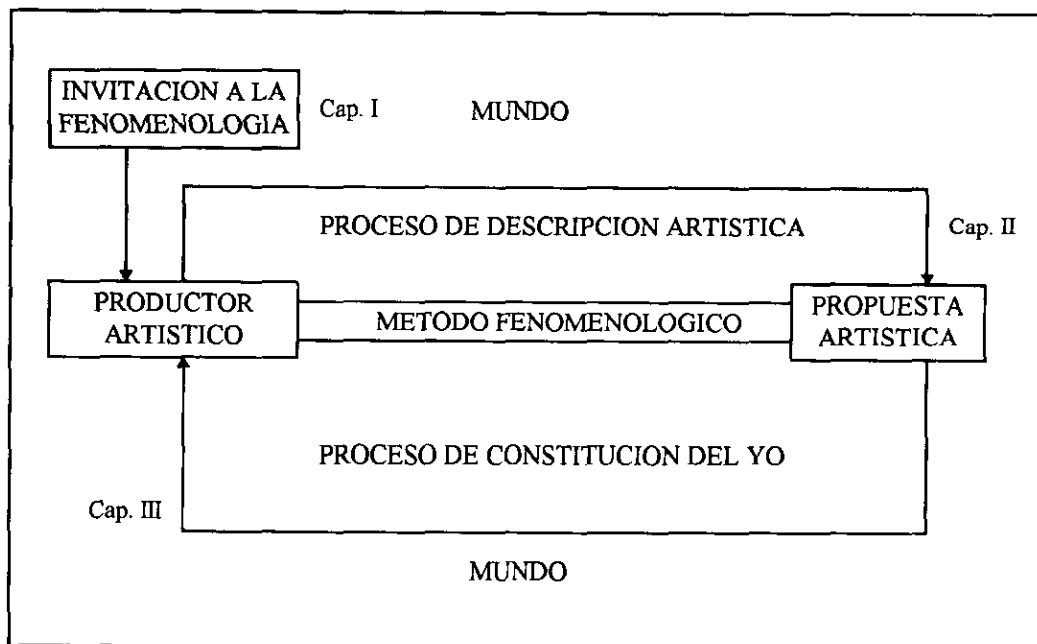 INVITACION A LA
FENOMENOLOGIA
Cap. I
MUNDO
PROCESO DE DESCRIPCION ARTISTICA
Cap. II
PRODUCTOR
ARTISTICO
METODO FENOMENOLOGICO
PROPUESTA
ARTISTICA
PROCESO DE CONSTITUCION DEL YO
Cap. III
MUNDO